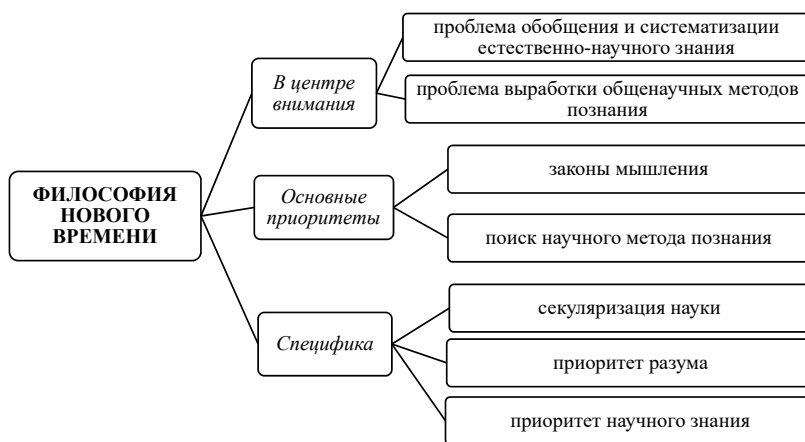 ФИЛОСОФИЯ
НОВОГО
ВРЕМЕНИ
В центре
внимания
проблема обобщения и систематизации
естественно-научного знания
проблема выработки общенаучных методов
познания
Основные
приоритеты
законы мышления
поиск научного метода познания
Специфика
секуляризация науки
приоритет разума
приоритет научного знания